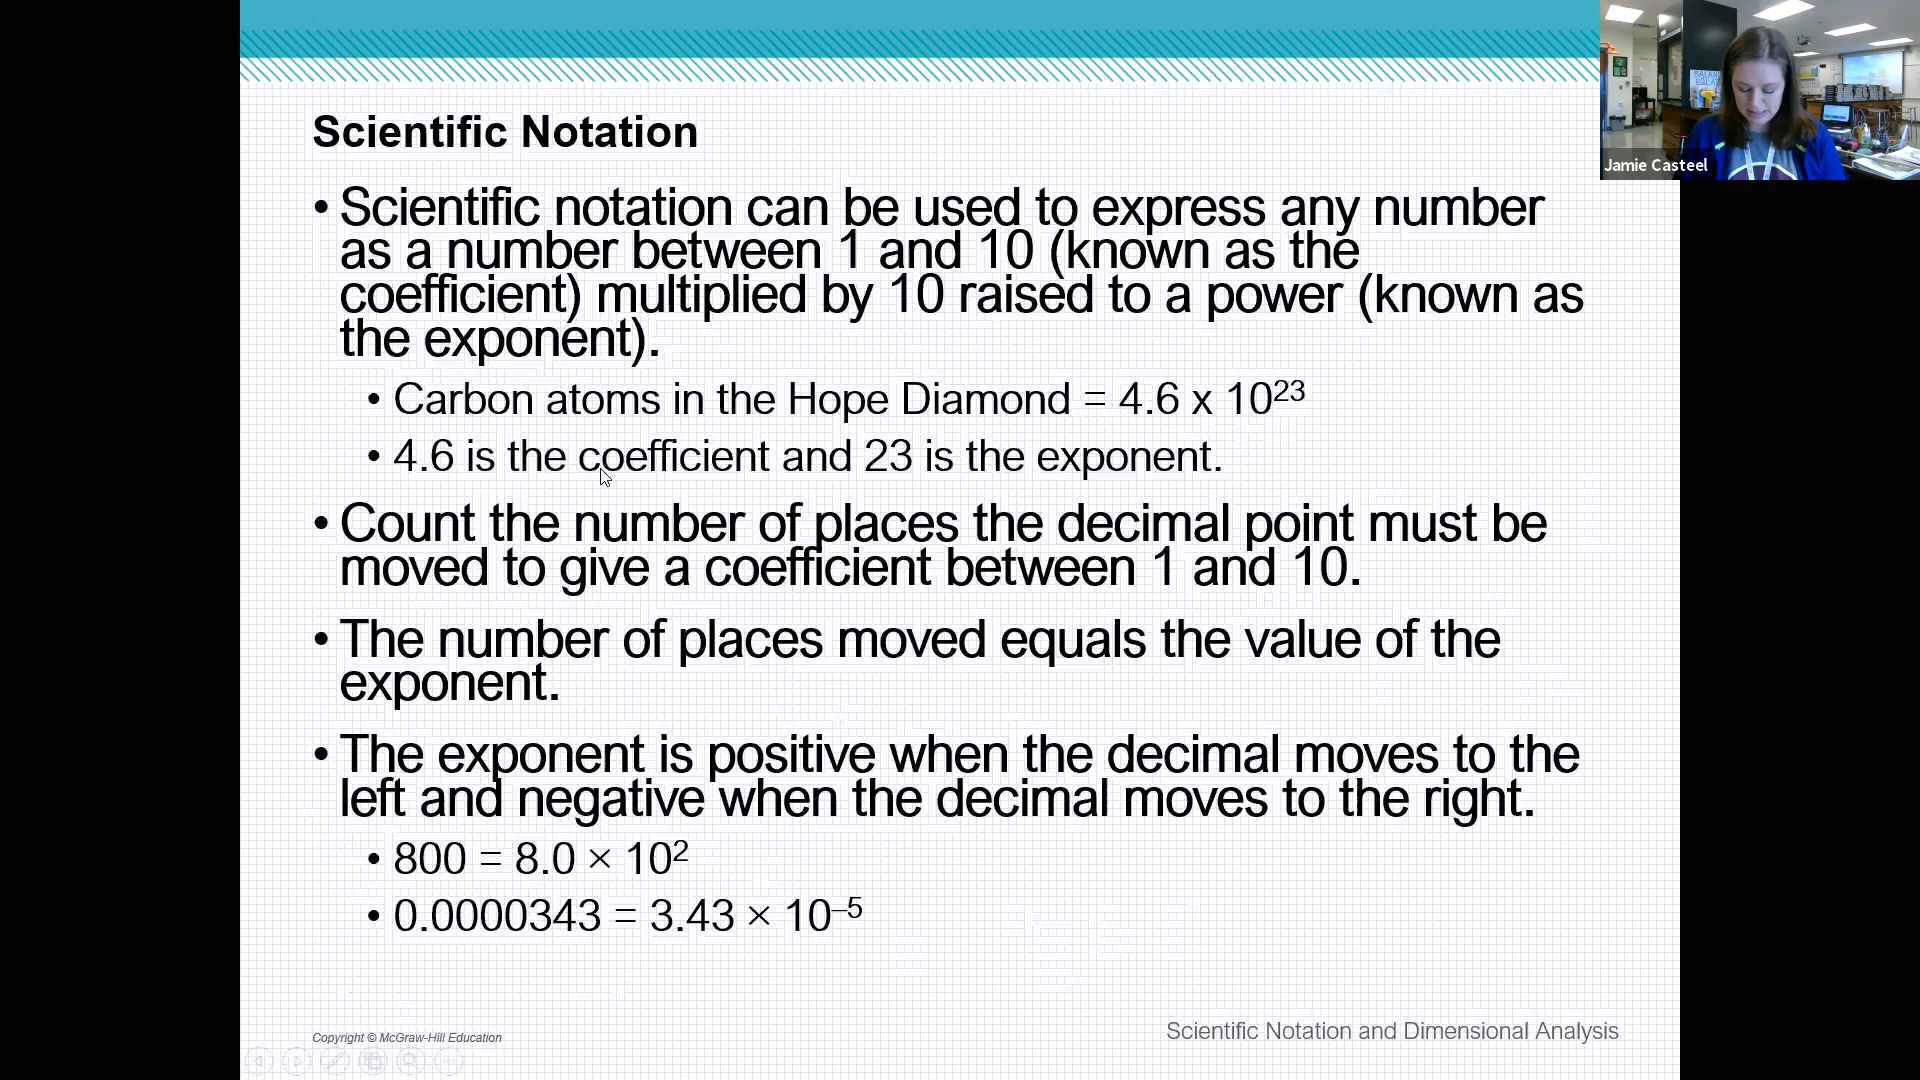 Scientific Notation
• Scientific notation can be used to express any number
as a number between 1 and 10 (known as the
coefficient) multiplied by 10 raised to a power (known as
the exponent).
• Carbon atoms in the Hope Diamond = 4.6 x 10²³
• 4.6 is the coefficient and 23 is the exponent.
• Count the number of places the decimal point must be
moved to give a coefficient between 1 and 10.
• The number of places moved equals the value of the
exponent.
• The exponent is positive when the decimal moves to the
left and negative when the decimal moves to the right.
• 800 = 8.0 × 10²
• 0.0000343 = 3.43 × 10⁻⁵
Copyright © McGraw-Hill Education
Scientific Notation and Dimensional Analysis
Jamie Casteel